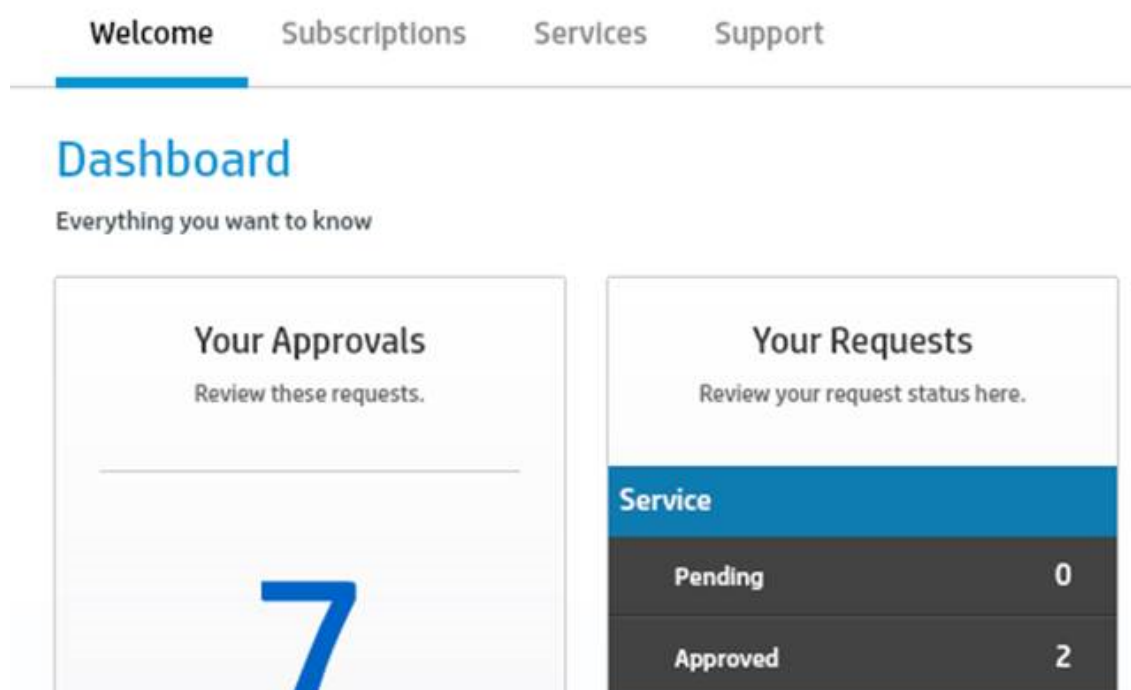 Welcome Subscriptions Services Support
Dashboard
Everything you want to know
Your Approvals
Review these requests.
7
Your Requests
Review your request status here.
Service
Pending 0
Approved 2